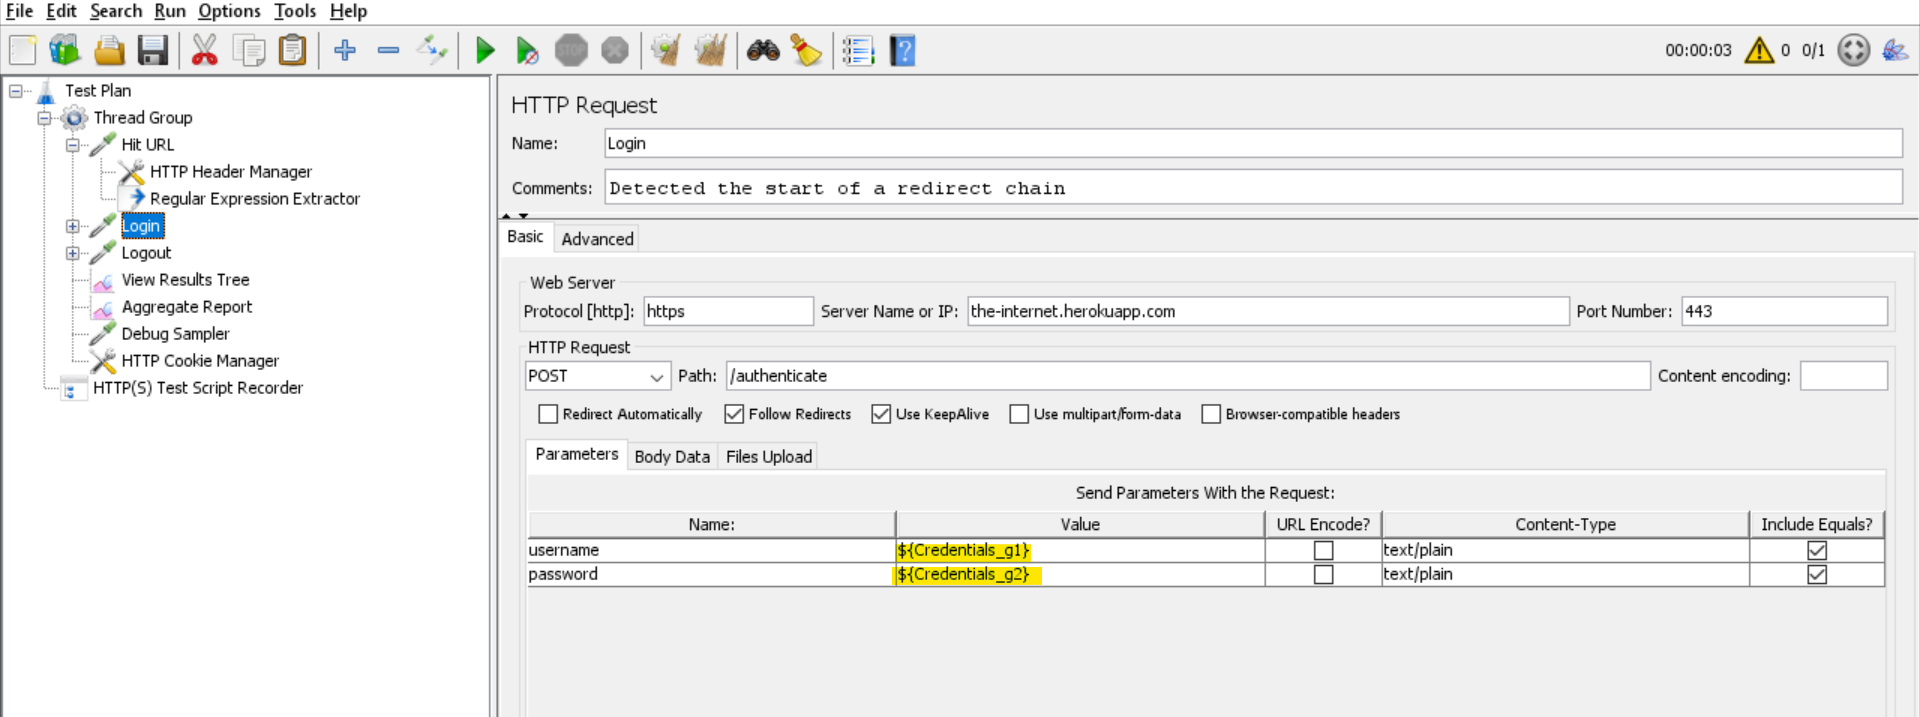 File Edit Search Run Options Tools Help
STOP
00:00:03 0 0/1
Test Plan
Thread Group
Hit URL
HTTP Header Manager
Regular Expression Extractor
Login
Logout
View Results Tree
Aggregate Report
Debug Sampler
HTTP Cookie Manager
HTTP(S) Test Script Recorder
HTTP Request
Name: Login
Comments: Detected the start of a redirect chain
Basic Advanced
Web Server
Protocol [http]: https Server Name or IP: the-internet.herokuapp.com Port Number: 443
HTTP Request
POST Path: /authenticate Content encoding:
Redirect Automatically Follow Redirects Use KeepAlive Use multipart/form-data Browser-compatible headers
Parameters Body Data Files Upload
Send Parameters With the Request:
Name: Value URL Encode? Content-Type Include Equals?
username ${Credentials_g1} text/plain
password ${Credentials_g2} text/plain